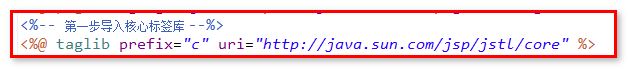 <%-- 第一步导入核心标签库 --%>
<%@ taglib prefix="c" uri="http://java.sun.com/jsp/jstl/core" %>